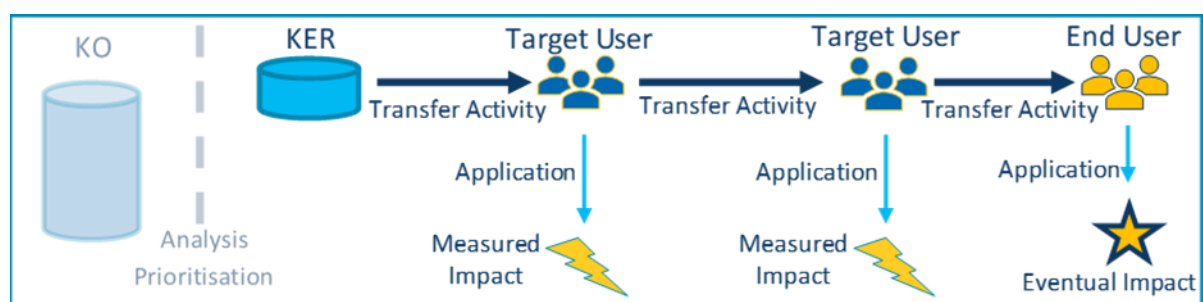 KO
KER
Target User
Target User
End User
Transfer Activity
Transfer Activity
Transfer Activity
Application
Application
Application
Analysis
Prioritisation
Measured
Impact
Measured
Impact
Eventual Impact